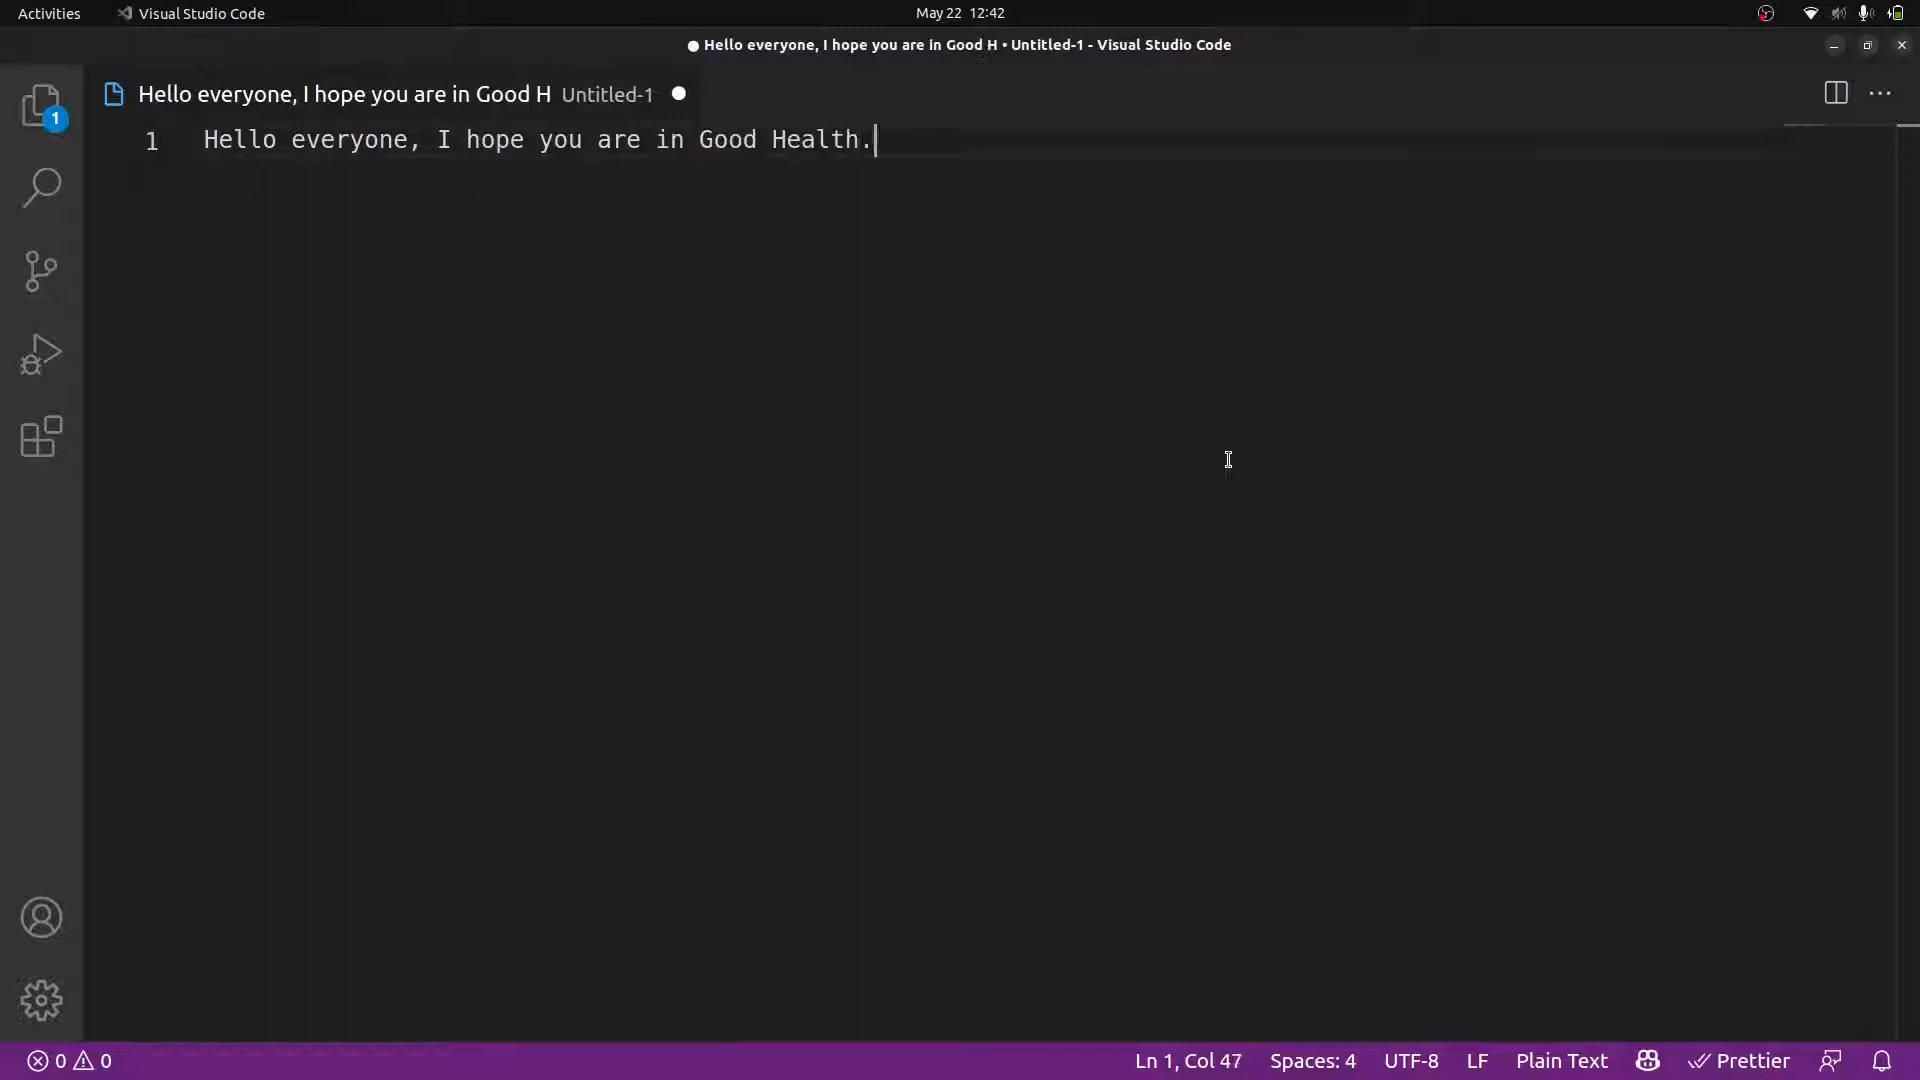 Activities Visual Studio Code May 22 12:42
Hello everyone, I hope you are in Good H • Untitled-1 - Visual Studio Code
Hello everyone, I hope you are in Good H Untitled-1
1 Hello everyone, I hope you are in Good Health.
1
0 0 Ln 1, Col 47 Spaces: 4 UTF-8 LF Plain Text Prettier